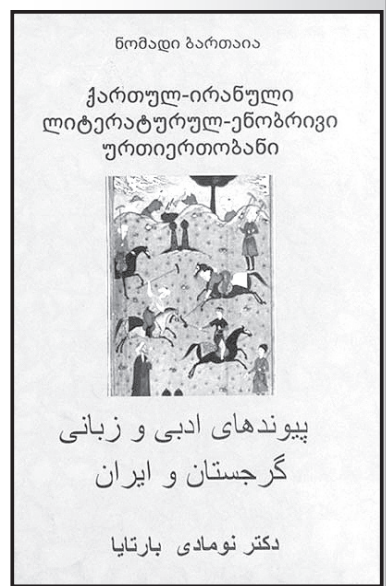 ნომადი ბართაია
ქართულ-ირანული
ლიტერატურულ-ენობრივი
ურთიერთობანი
پیوندهای ادبی و زبانی
گرجستان و ایران
دکتر نومادی بارتایا